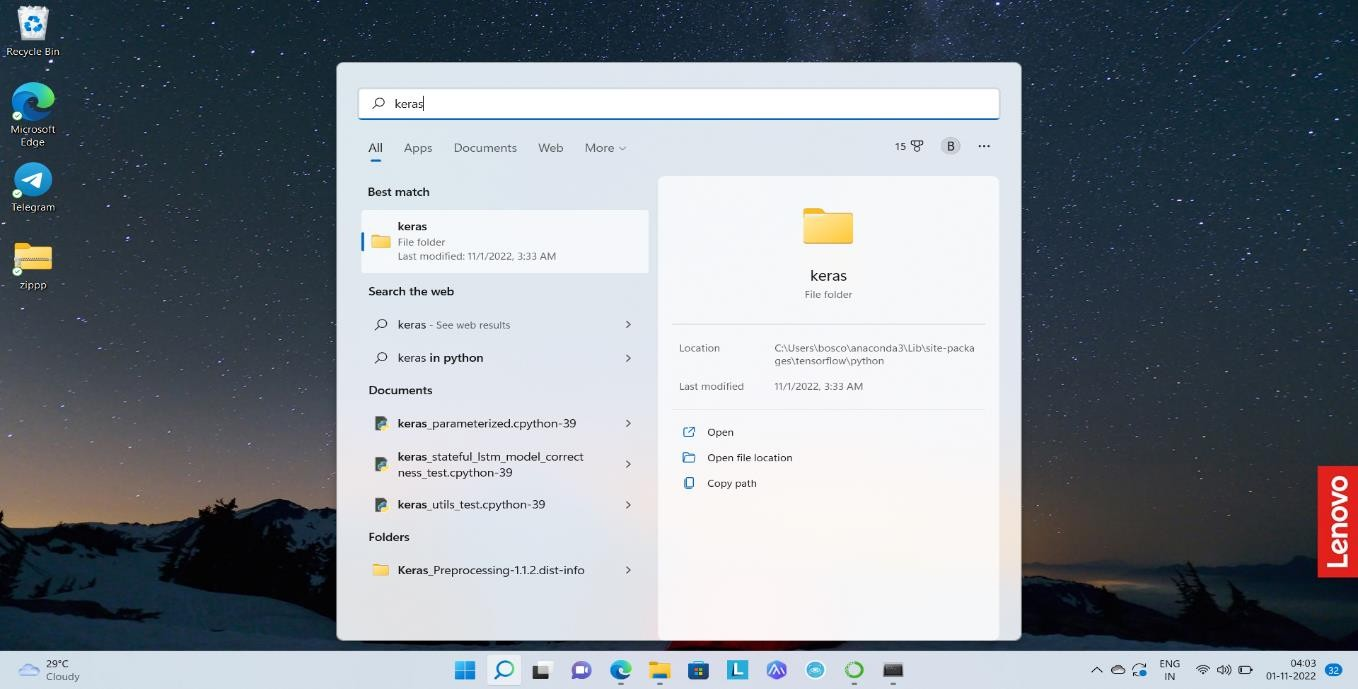 Recycle Bin
Microsoft
Edge
Telegram
zippp
keras
All Apps Documents Web More
15 B ...
Best match
keras
File folder
Last modified: 11/1/2022, 3:33 AM
Search the web
keras - See web results
keras in python
Documents
keras_parameterized.cpython-39
keras_stateful_lstm_model_correct
ness_test.cpython-39
keras_utils_test.cpython-39
Folders
Keras_Preprocessing-1.1.2.dist-info
keras
File folder
Location C:\Users\bosco\anaconda3\Lib\site-packa
ges\tensorflow\python
Last modified 11/1/2022, 3:33 AM
Open
Open file location
Copy path
Lenovo
29°C
Cloudy
L
ENG
IN
04:03
01-11-2022
32